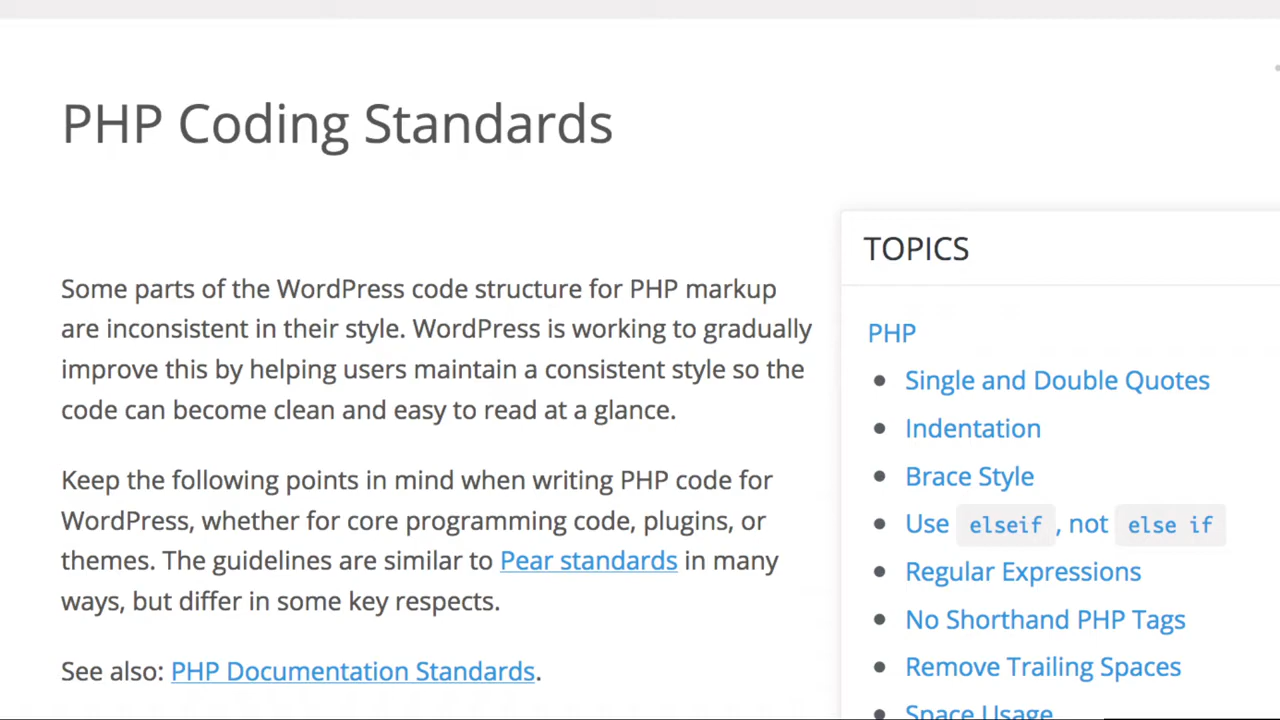 PHP Coding Standards
Some parts of the WordPress code structure for PHP markup
are inconsistent in their style. WordPress is working to gradually
improve this by helping users maintain a consistent style so the
code can become clean and easy to read at a glance.
Keep the following points in mind when writing PHP code for
WordPress, whether for core programming code, plugins, or
themes. The guidelines are similar to Pear standards in many
ways, but differ in some key respects.
See also: PHP Documentation Standards.
TOPICS
PHP
Single and Double Quotes
Indentation
Brace Style
Use elseif, not else if
Regular Expressions
No Shorthand PHP Tags
Remove Trailing Spaces
Space Usage